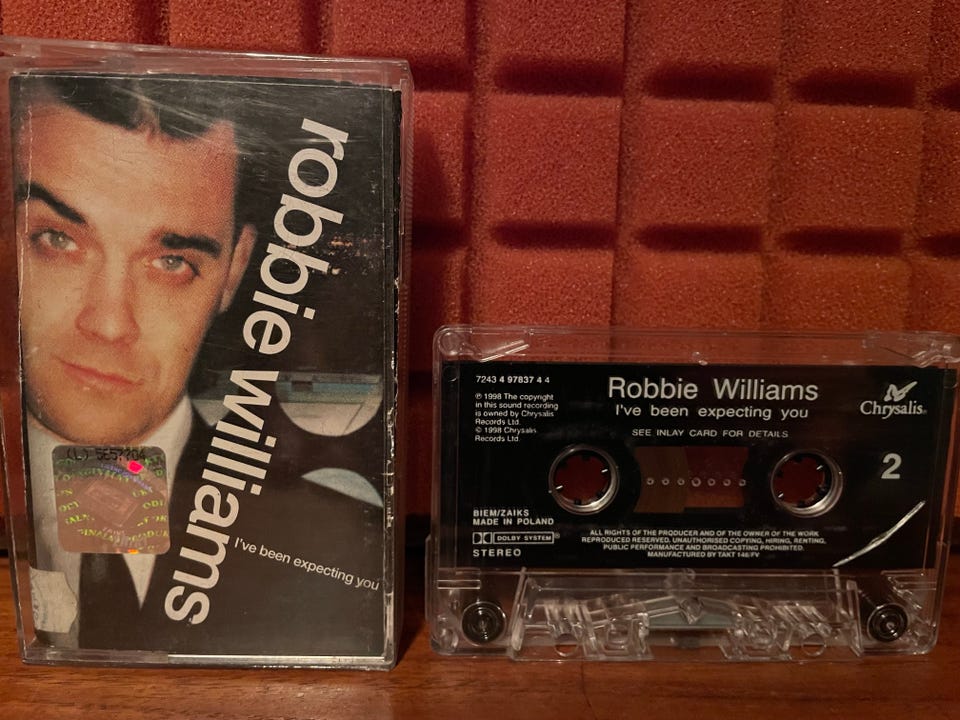 robbie williams
I've been expecting you
(L) 5657704
7243 4 97837 4 4
℗ 1998 The copyright
in this sound recording
is owned by Chrysalis
Records Ltd.
© 1998 Chrysalis
Records Ltd.
Robbie Williams
I've been expecting you
SEE INLAY CARD FOR DETAILS
Chrysalis®
2
BIEM/ZAIKS
MADE IN POLAND
DOLBY SYSTEM®
STEREO
ALL RIGHTS OF THE PRODUCER AND OF THE OWNER OF THE WORK
REPRODUCED RESERVED. UNAUTHORISED COPYING, HIRING, RENTING,
PUBLIC PERFORMANCE AND BROADCASTING PROHIBITED.
MANUFACTURED BY TAKT 146/FV